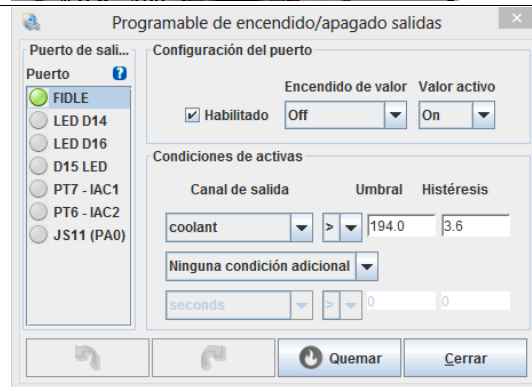 Programable de encendido/apagado salidas
Puerto de sali...
Puerto
FIDLE
LED D14
LED D16
D15 LED
PT7 - IAC1
PT6 - IAC2
JS11 (PA0)
Configuración del puerto
Encendido de valor Valor activo
Habilitado Off On
Condiciones de activas
Canal de salida Umbral Histéresis
coolant > 194.0 3.6
Ninguna condición adicional
seconds > 0 0
Quemar Cerrar